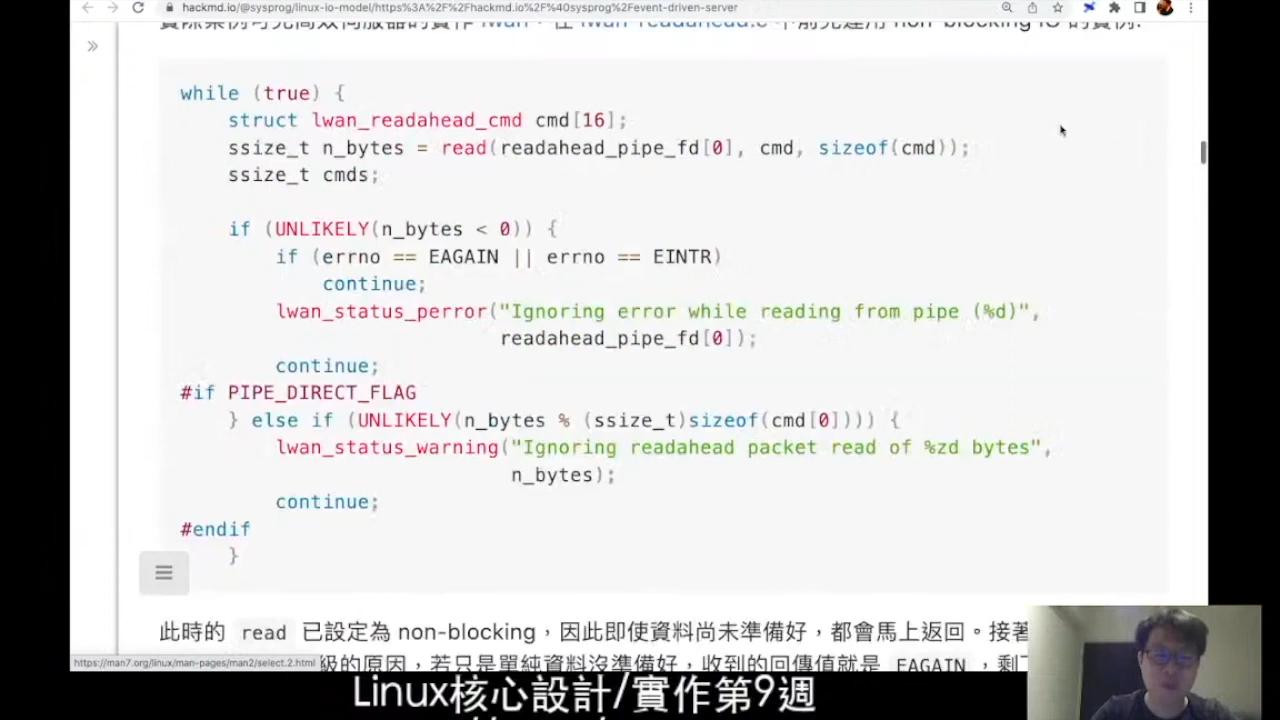 hackmd.io/@sysprog/linux-io-model/https%3A%2F%2Fhackmd.io%2F%40sysprog%2Fevent-driven-server
while (true) {
struct lwan_readahead_cmd cmd[16];
ssize_t n_bytes = read(readahead_pipe_fd[0], cmd, sizeof(cmd));
ssize_t cmds;
if (UNLIKELY(n_bytes < 0)) {
if (errno == EAGAIN || errno == EINTR)
continue;
lwan_status_perror("Ignoring error while reading from pipe (%d)",
readahead_pipe_fd[0]);
continue;
#if PIPE_DIRECT_FLAG
} else if (UNLIKELY(n_bytes % (ssize_t)sizeof(cmd[0]))) {
lwan_status_warning("Ignoring readahead packet read of %zd bytes",
n_bytes);
continue;
#endif
}
此時的 read 已設定為 non-blocking，因此即使資料尚未準備好，都會馬上返回。接著
的原因，若只是單純資料沒準備好，收到的回傳值就是 EAGAIN，剩
https://man7.org/linux/man-pages/man2/select.2.html
Linux核心設計/實作第9週